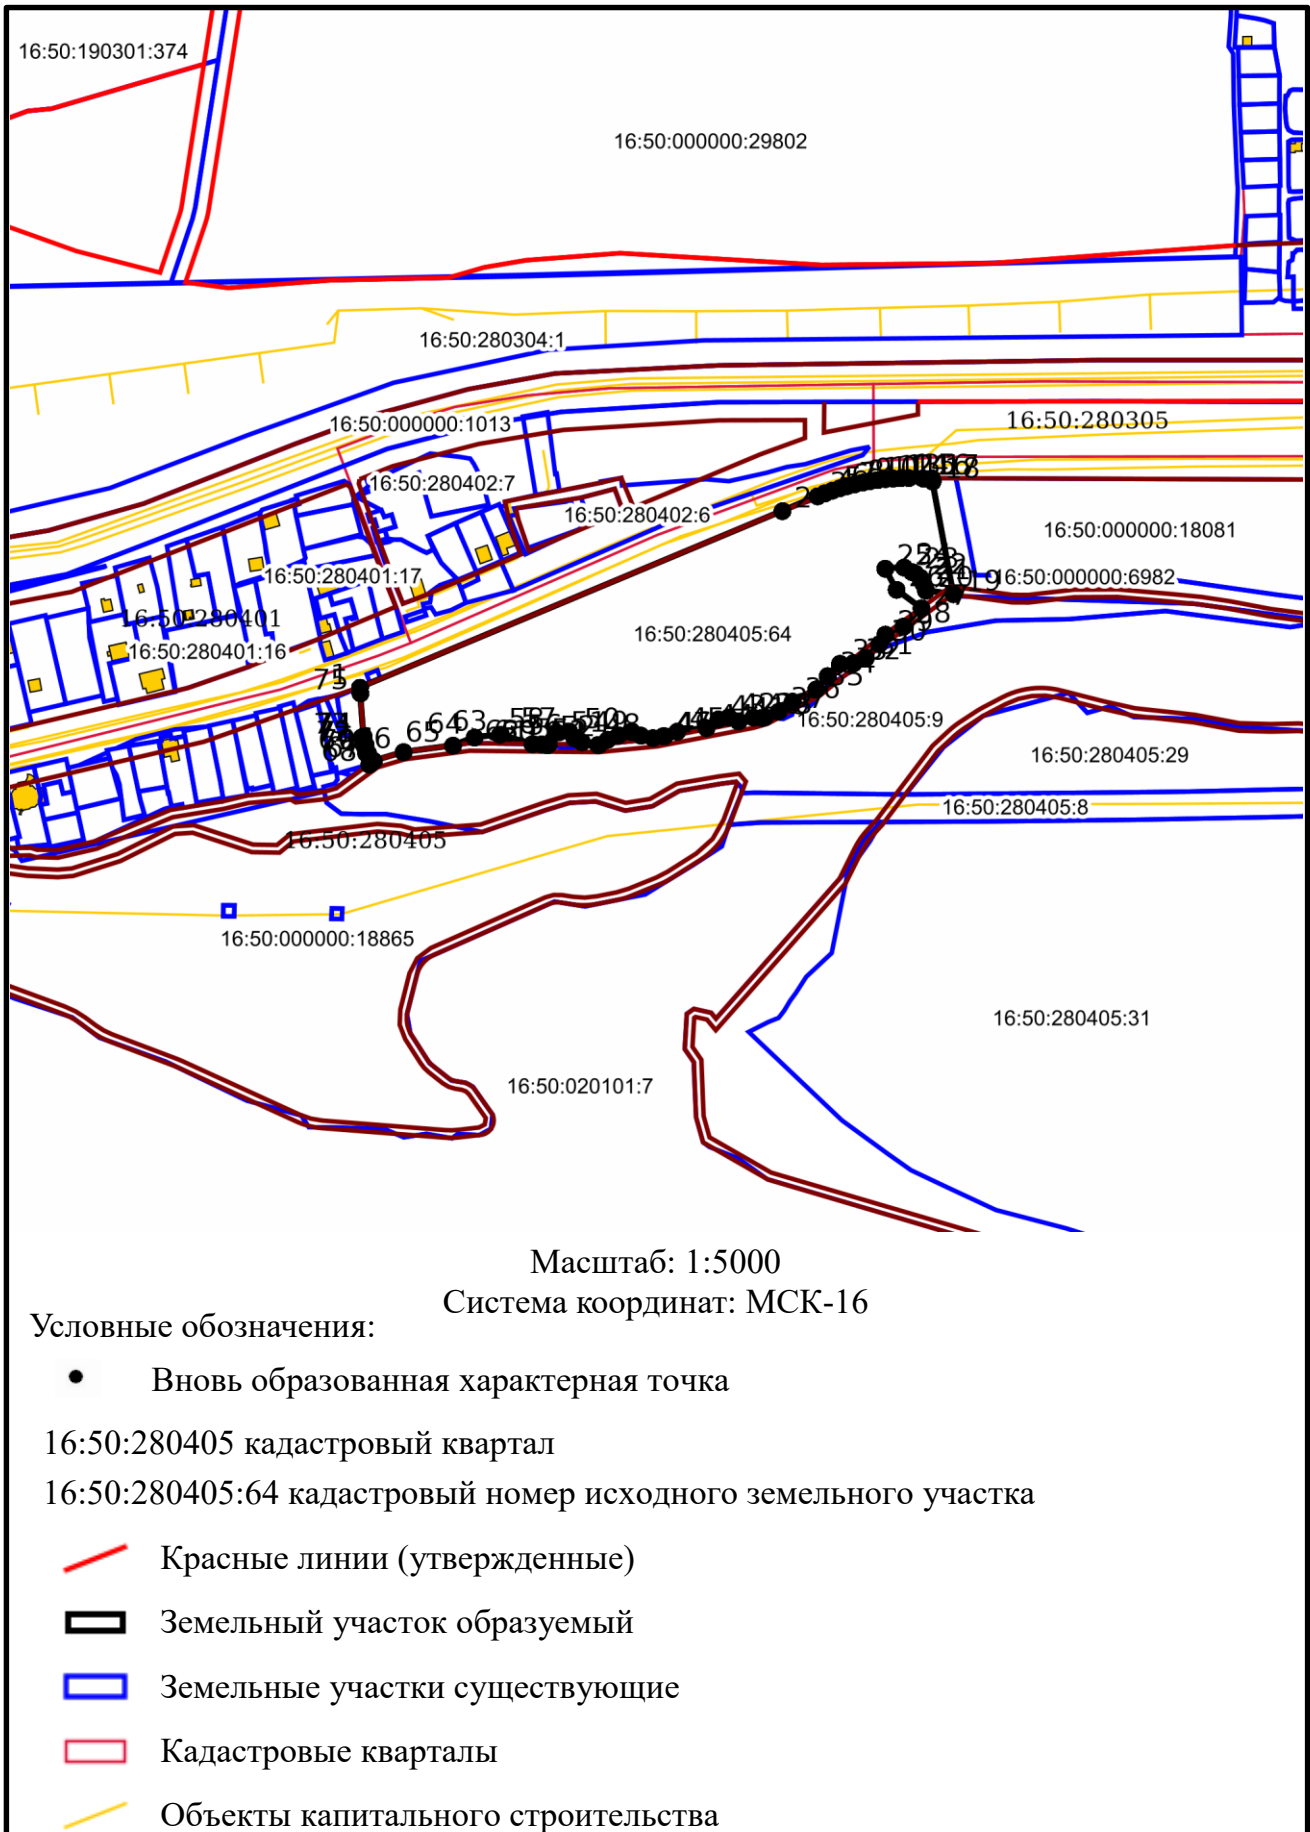 16:50:190301:374
16:50:000000:29802
16:50:280304:1
16:50:000000:1013
16:50:280305
16:50:280402:7
16:50:280402:6
16:50:000000:18081
16:50:280401:17
16:50:000000:6982
16:50:280401
16:50:280405:64
16:50:280401:16
16:50:280405:9
16:50:280405:29
16:50:280405:8
16:50:280405
16:50:000000:18865
16:50:280405:31
16:50:020101:7
Масштаб: 1:5000
Система координат: МСК-16
Условные обозначения:
Вновь образованная характерная точка
16:50:280405 кадастровый квартал
16:50:280405:64 кадастровый номер исходного земельного участка
Красные линии (утвержденные)
Земельный участок образуемый
Земельные участки существующие
Кадастровые кварталы
Объекты капитального строительства